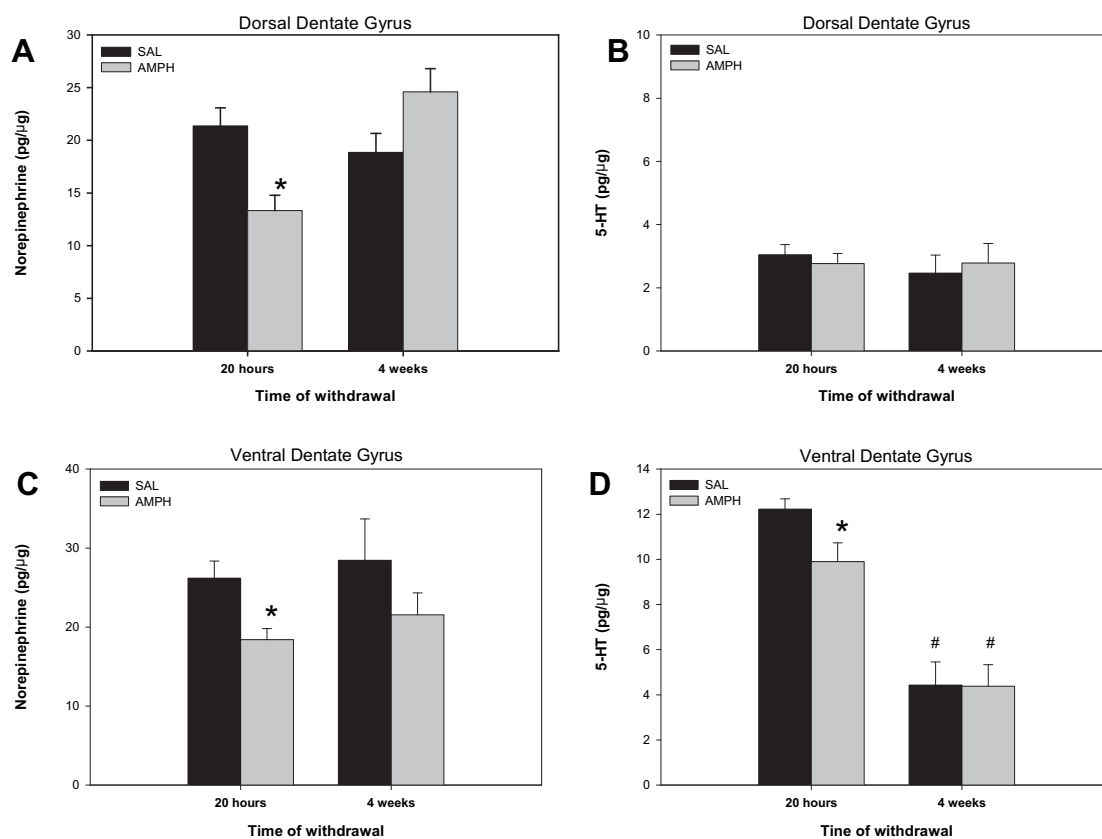 Dorsal Dentate Gyrus
A
30
25
20
15
10
5
0
Norepinephrine (pg/μg)
SAL
AMPH
*
20 hours
4 weeks
Time of withdrawal
Dorsal Dentate Gyrus
B
10
8
6
4
2
0
5-HT (pg/μg)
SAL
AMPH
20 hours
4 weeks
Time of withdrawal
Ventral Dentate Gyrus
C
40
30
20
10
0
Norepinephrine (pg/μg)
SAL
AMPH
*
20 hours
4 weeks
Time of withdrawal
Ventral Dentate Gyrus
D
14
12
10
8
6
4
2
0
5-HT (pg/μg)
SAL
AMPH
*
# #
20 hours
4 weeks
Tine of withdrawal